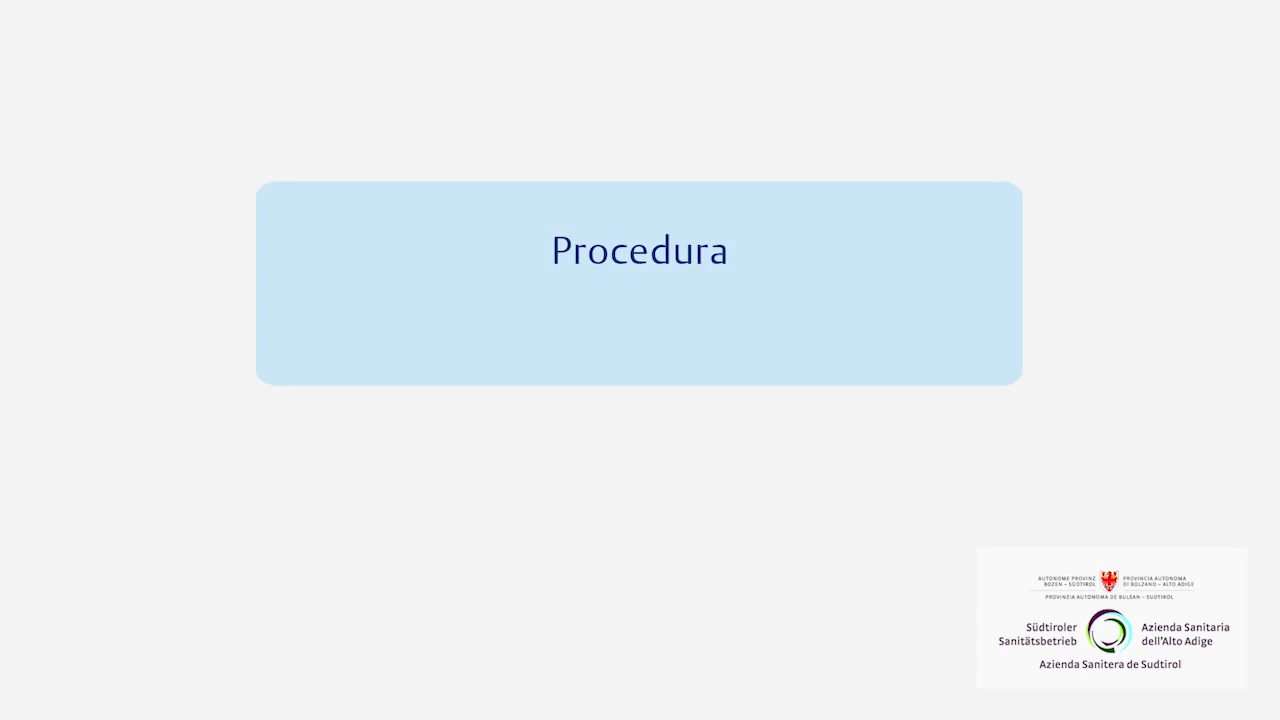 Procedura
AUTONOME PROVINZ
BOZEN – SÜDTIROL
PROVINCIA AUTONOMA
DI BOLZANO – ALTO ADIGE
PROVINZIA AUTONOMA DE BULSAN – SUDTIROL
Südtiroler
Sanitätsbetrieb
Azienda Sanitaria
dell'Alto Adige
Azienda Sanitera de Sudtirol